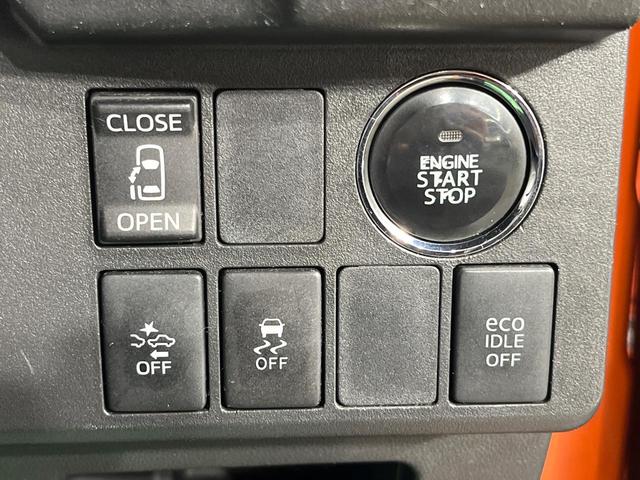 CLOSE
OPEN
ENGINE
START
STOP
OFF
OFF
eco
IDLE
OFF